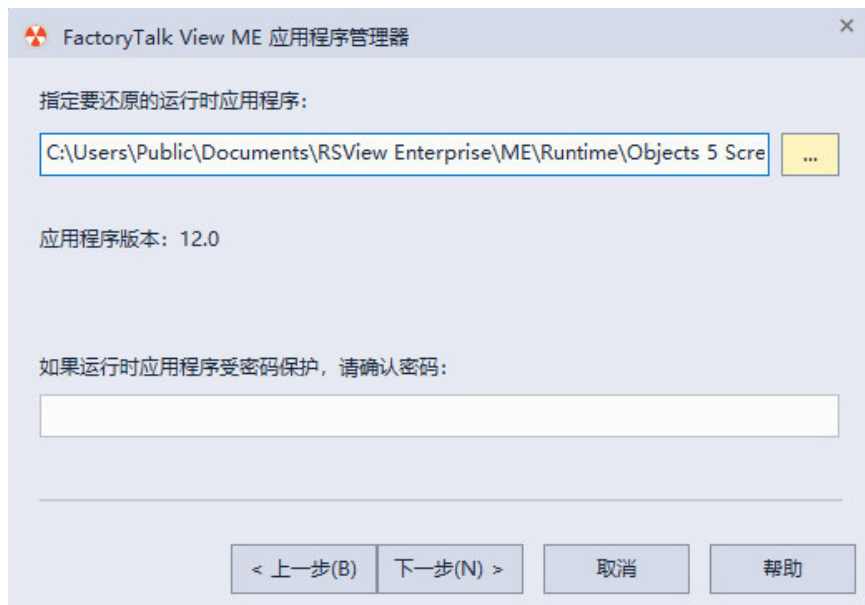 FactoryTalk View ME 应用程序管理器
指定要还原的运行时应用程序：
C:\Users\Public\Documents\RSView Enterprise\ME\Runtime\Objects 5 Scre ...
应用程序版本：12.0
如果运行时应用程序受密码保护，请确认密码：
< 上一步(B) 下一步(N) > 取消 帮助